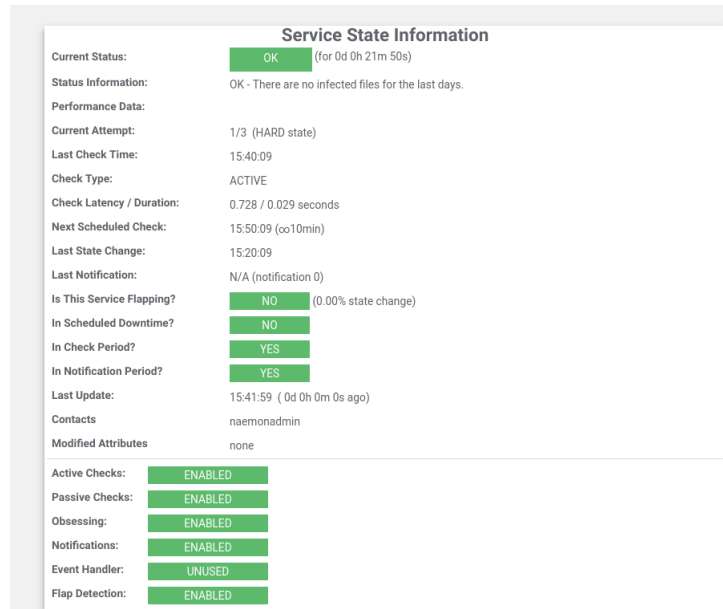 Service State Information
Current Status: OK (for 0d 0h 21m 50s)
Status Information: OK - There are no infected files for the last days.
Performance Data:
Current Attempt: 1/3 (HARD state)
Last Check Time: 15:40:09
Check Type: ACTIVE
Check Latency / Duration: 0.728 / 0.029 seconds
Next Scheduled Check: 15:50:09 (∞10min)
Last State Change: 15:20:09
Last Notification: N/A (notification 0)
Is This Service Flapping? NO (0.00% state change)
In Scheduled Downtime? NO
In Check Period? YES
In Notification Period? YES
Last Update: 15:41:59 ( 0d 0h 0m 0s ago)
Contacts naemonadmin
Modified Attributes none
Active Checks: ENABLED
Passive Checks: ENABLED
Obsessing: ENABLED
Notifications: ENABLED
Event Handler: UNUSED
Flap Detection: ENABLED